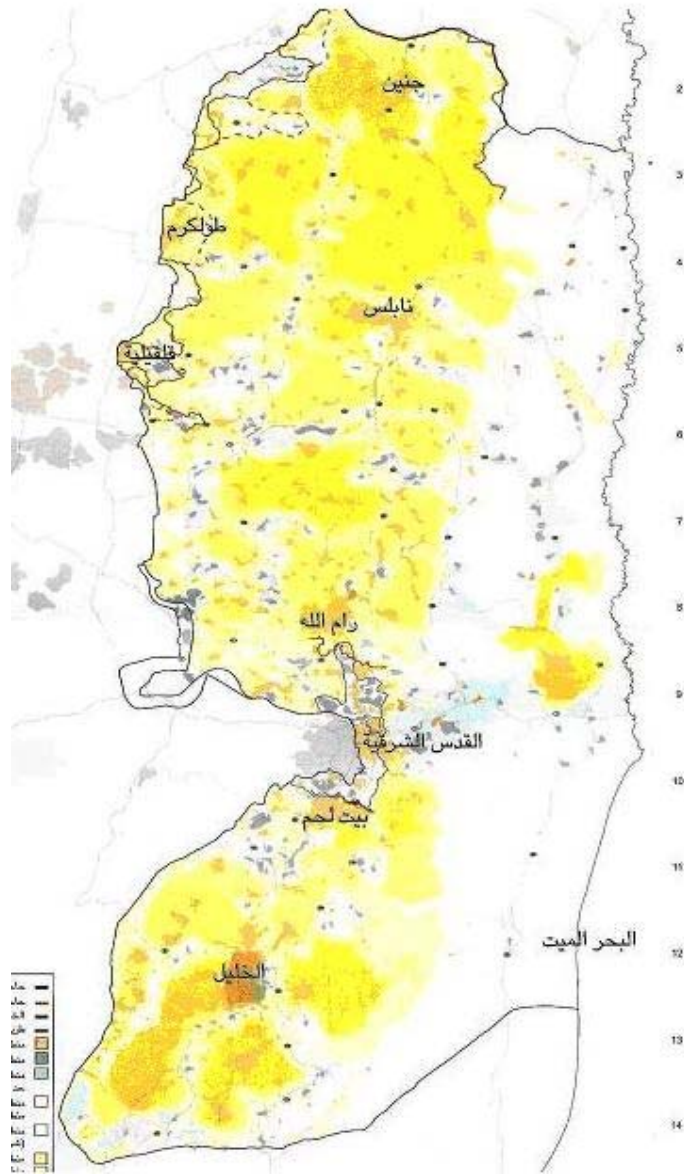 2
جنين
3
طولكرم
4
نابلس
5
قلقيلية
6
7
8
رام الله
9
القدس الشرقية
10
بيت لحم
11
البحر الميت
12
الخليل
13
14